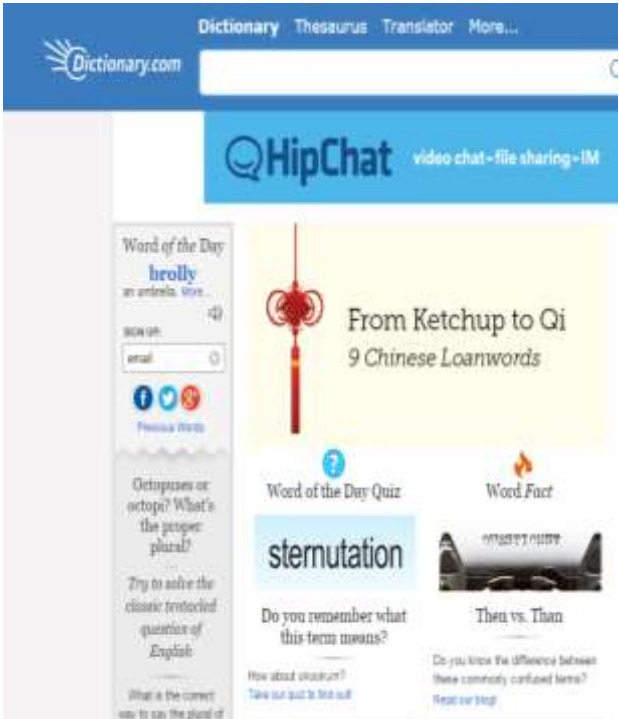 Dictionary Thesaurus Translator More...
Dictionary.com
HipChat video chat-file sharing-IM
Word of the Day
brolly
an umbrella. More...
SIGN UP:
email
Previous Words
Octopuses or
octopi? What's
the proper
plural?
Try to solve the
classic tentacled
question of
English
What is the correct
way to say the plural of
From Ketchup to Qi
9 Chinese Loanwords
Word of the Day Quiz
sternutation
Do you remember what
this term means?
How about
Take our quiz to find out!
Word Fact
Then vs. Than
Do you know the difference between
these commonly confused terms?
Read our blog!